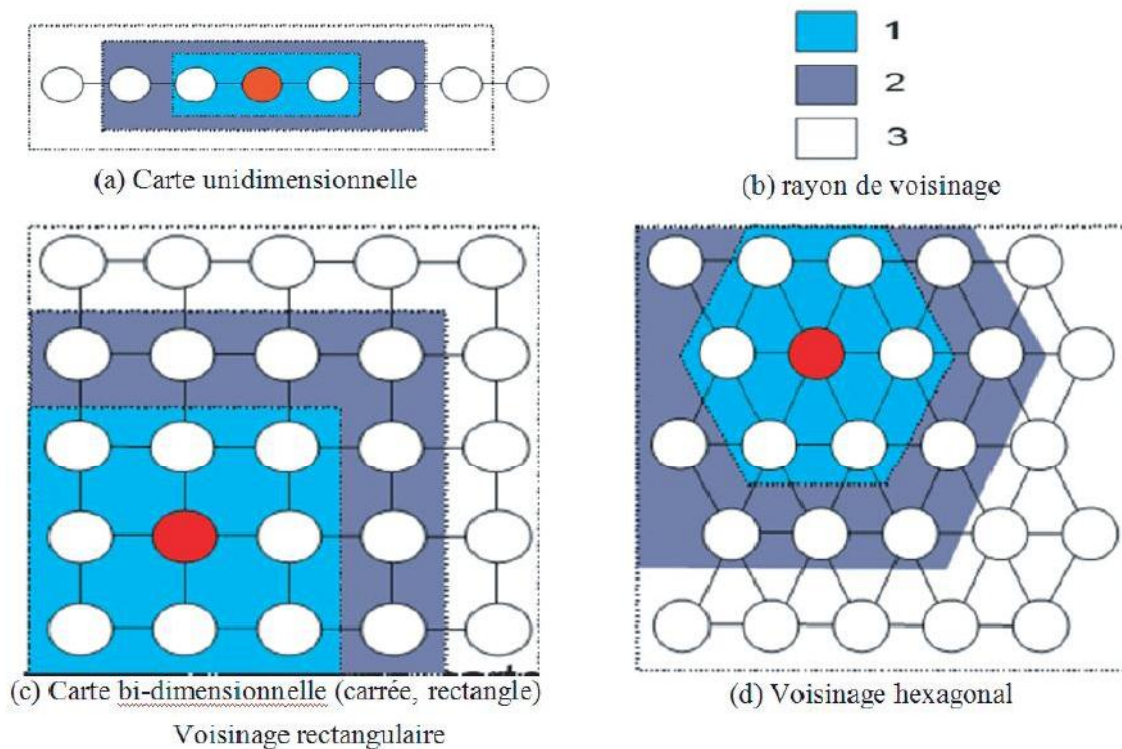 1
2
3
(a) Carte unidimensionnelle
(b) rayon de voisinage
(c) Carte bi-dimensionnelle (carrée, rectangle)
Voisinage rectangulaire
(d) Voisinage hexagonal